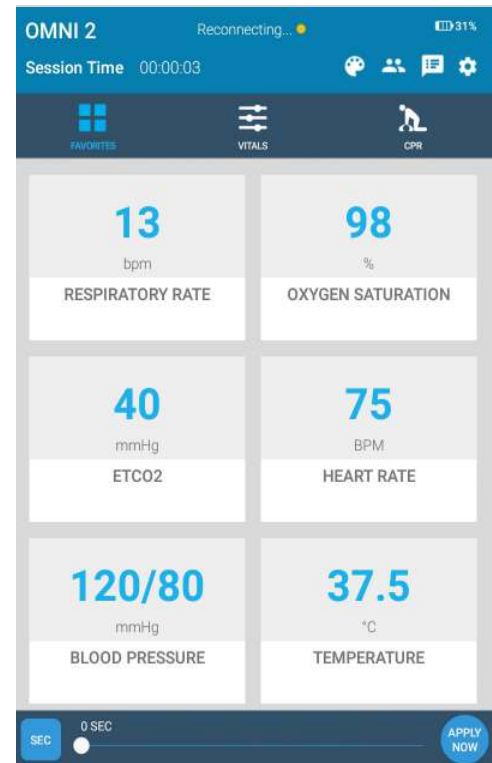 OMNI 2 Reconnecting... 31%
Session Time 00:00:03
FAVORITES VITALS CPR
13 98
bpm %
RESPIRATORY RATE OXYGEN SATURATION
40 75
mmHg BPM
ETCO2 HEART RATE
120/80 37.5
mmHg °C
BLOOD PRESSURE TEMPERATURE
0 SEC
SEC APPLY
NOW